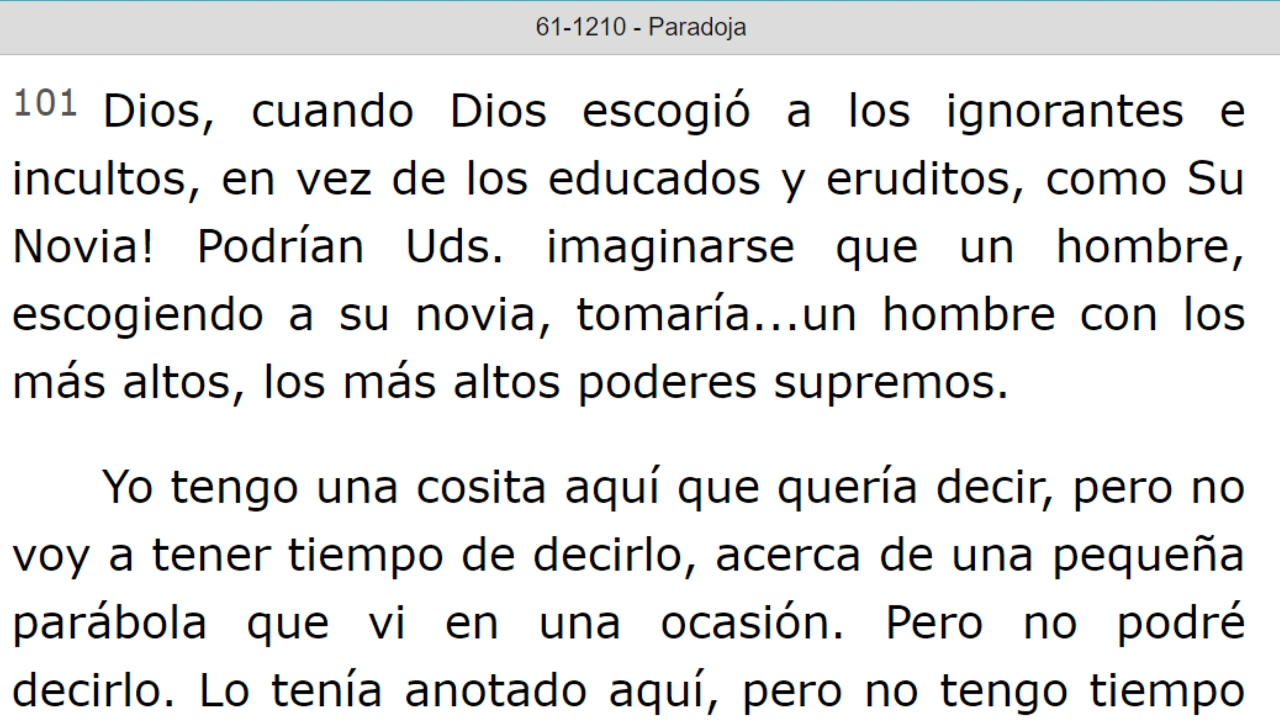 61-1210 - Paradoja
101 Dios, cuando Dios escogió a los ignorantes e
incultos, en vez de los educados y eruditos, como Su
Novia! Podrían Uds. imaginarse que un hombre,
escogiendo a su novia, tomaría...un hombre con los
más altos, los más altos poderes supremos.
Yo tengo una cosita aquí que quería decir, pero no
voy a tener tiempo de decirlo, acerca de una pequeña
parábola que vi en una ocasión. Pero no podré
decirlo. Lo tenía anotado aquí, pero no tengo tiempo